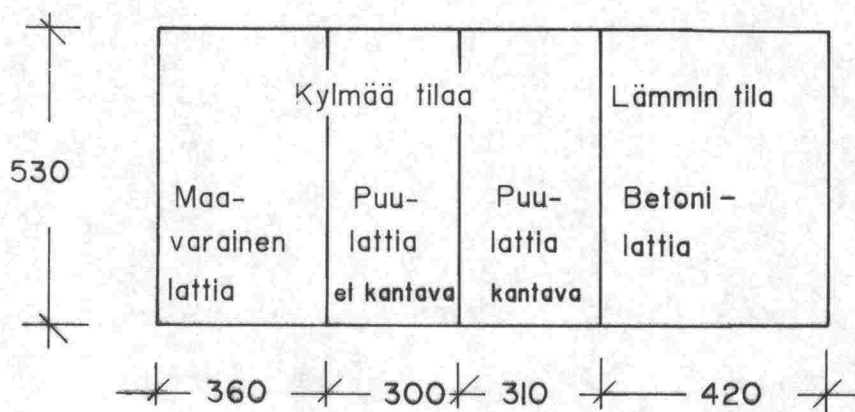 Kylmää tilaa
Lämmin tila
530
Maa-
varainen
lattia
Puu-
lattia
ei kantava
Puu-
lattia
kantava
Betoni-
lattia
360
300
310
420